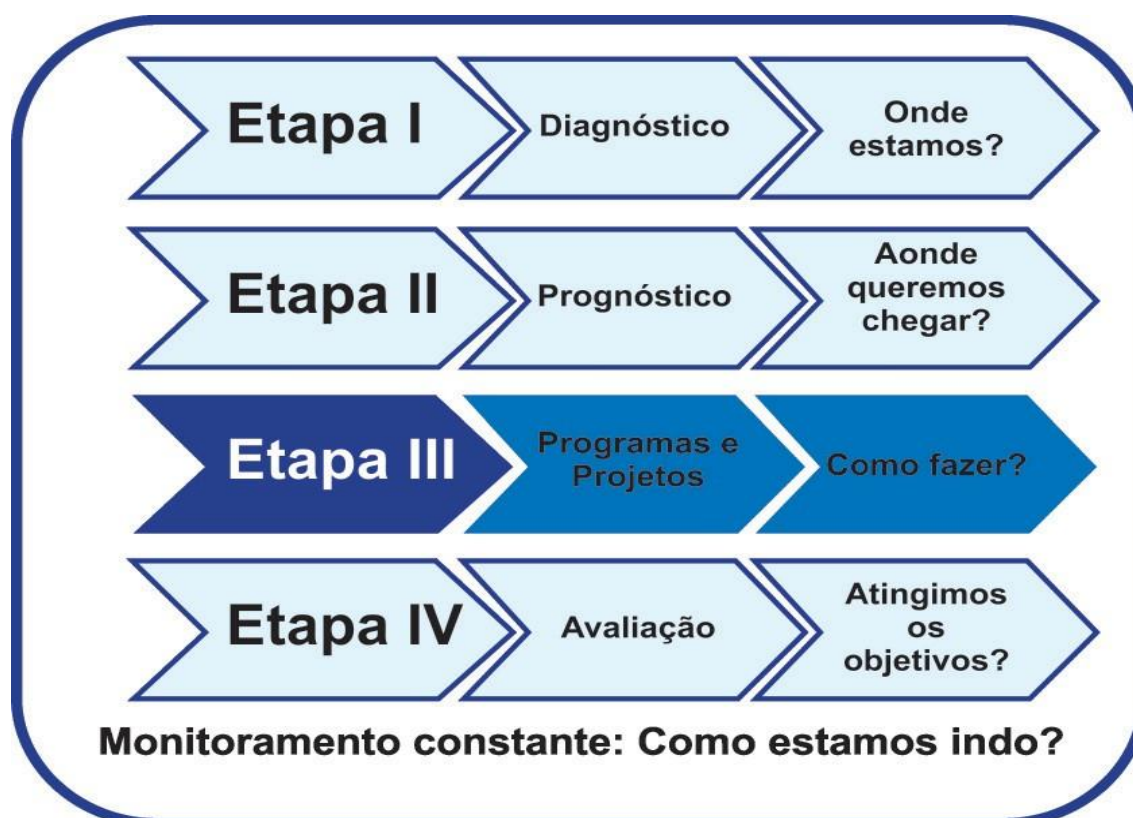 Etapa I
Diagnóstico
Onde
estamos?
Etapa II
Prognóstico
Aonde
queremos
chegar?
Etapa III
Programas e
Projetos
Como fazer?
Etapa IV
Avaliação
Atingimos
os
objetivos?
Monitoramento constante: Como estamos indo?